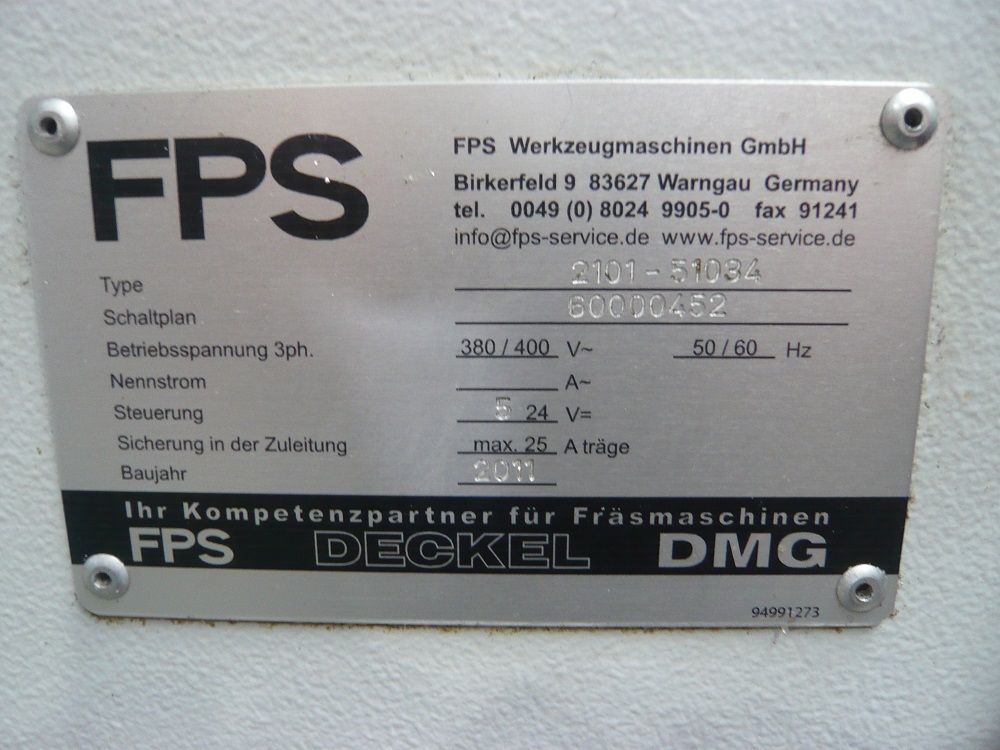 FPS
FPS Werkzeugmaschinen GmbH
Birkerfeld 9 83627 Warngau Germany
tel. 0049 (0) 8024 9905-0 fax 91241
info@fps-service.de www.fps-service.de
Type 2101-51034
Schaltplan 60000452
Betriebsspannung 3ph. 380 / 400 V~ 50 / 60 Hz
Nennstrom A~
Steuerung 5 24 V=
Sicherung in der Zuleitung max. 25 A träge
Baujahr 2011
Ihr Kompetenzpartner für Fräsmaschinen
FPS DECKEL DMG
94991273